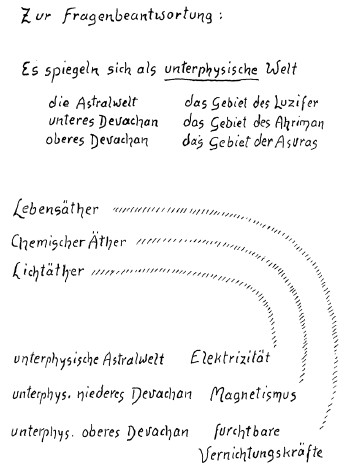 Zur Fragenbeantwortung:
Es spiegeln sich als unterphysische Welt
die Astralwelt das Gebiet des Luzifer
unteres Devachan das Gebiet des Ahriman
oberes Devachan das Gebiet der Asuras
Lebensäther
Chemischer Äther
Lichtäther
unterphysische Astralwelt Elektrizität
unterphys. niederes Devachan Magnetismus
unterphys. oberes Devachan furchtbare
Vernichtungskräfte